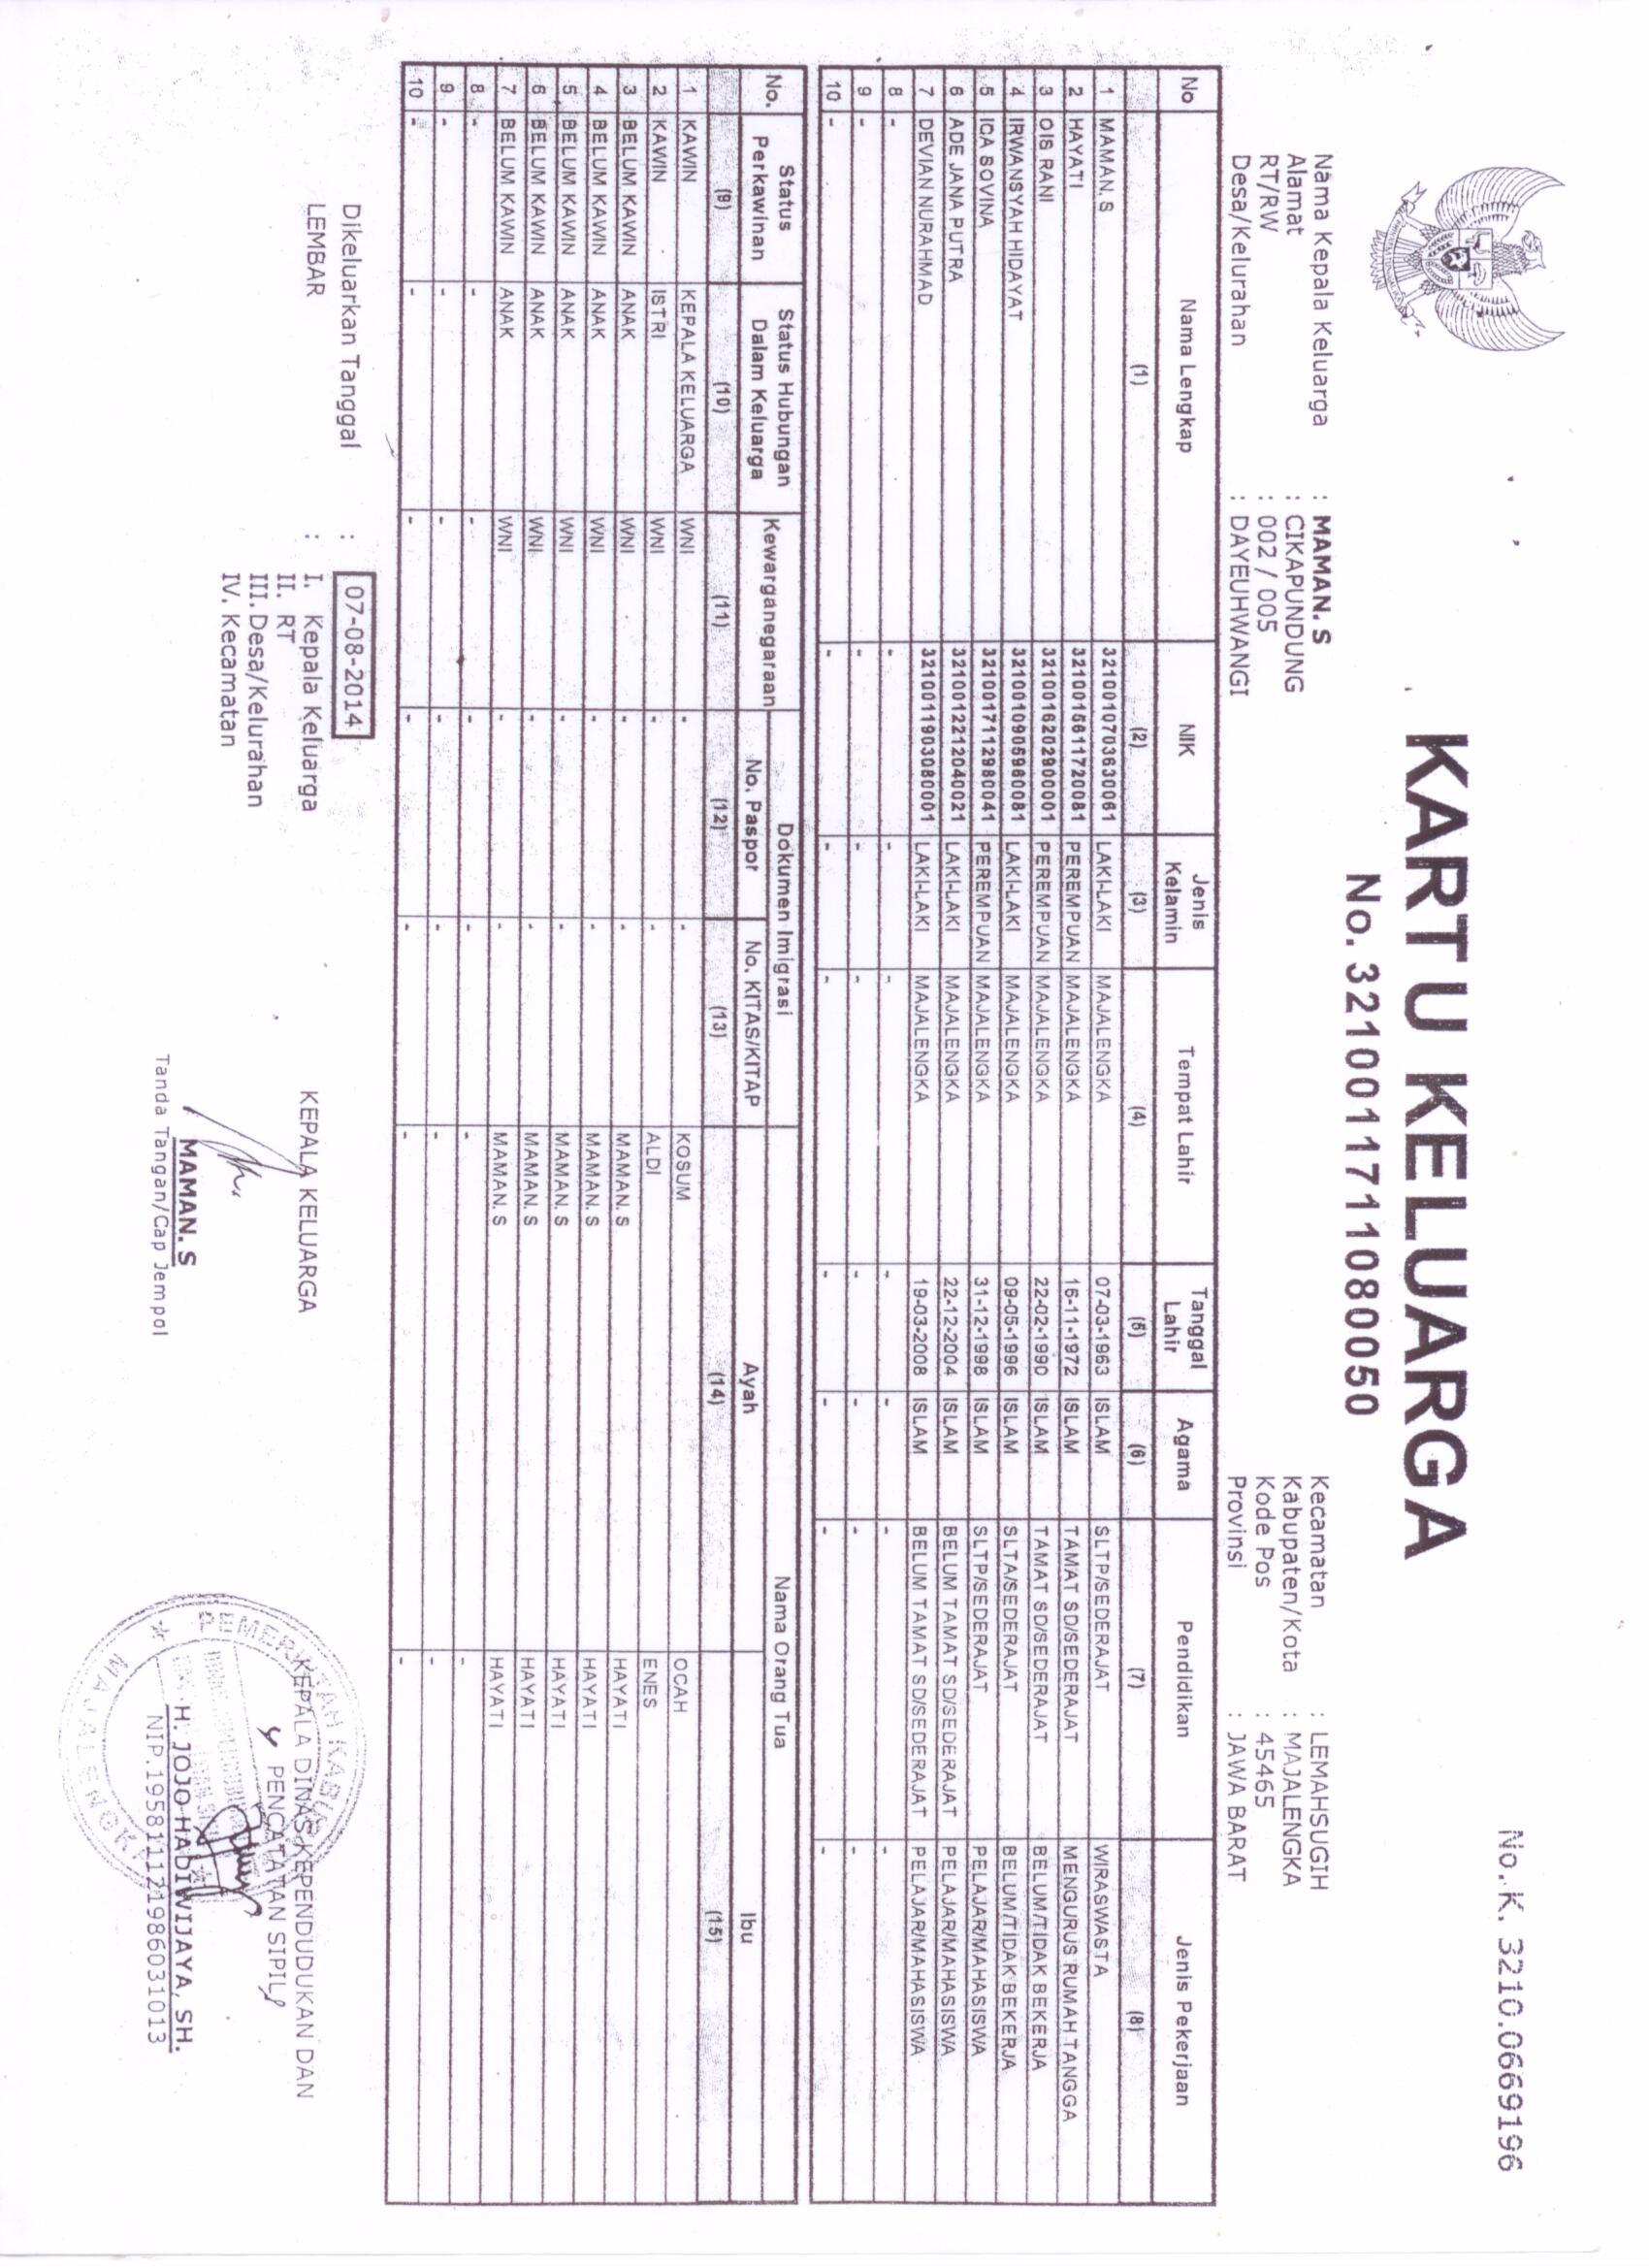 No. K. 3210.0669196
KARTU KELUARGA
No. 3210011711080050
Nama Kepala Keluarga : MAMAN. S
Alamat : CIKAPUNDUNG
RT/RW : 002 / 005
Desa/Kelurahan : DAYEUHWANGI
Kecamatan : LEMAHSUGIH
Kabupaten/Kota : MAJALENGKA
Kode Pos : 45465
Provinsi : JAWA BARAT
No Nama Lengkap NIK Jenis Kelamin Tempat Lahir Tanggal Lahir Agama Pendidikan Jenis Pekerjaan
(1) (2) (3) (4) (5) (6) (7) (8)
1 MAMAN. S 3210010703630061 LAKI-LAKI MAJALENGKA 07-03-1963 ISLAM SLTP/SEDERAJAT WIRASWASTA
2 HAYATI 3210015611720081 PEREMPUAN MAJALENGKA 16-11-1972 ISLAM TAMAT SD/SEDERAJAT MENGURUS RUMAH TANGGA
3 OIS RANI 3210016202900001 PEREMPUAN MAJALENGKA 22-02-1990 ISLAM TAMAT SD/SEDERAJAT BELUM/TIDAK BEKERJA
4 IRWANSYAH HIDAYAT 3210010905960081 LAKI-LAKI MAJALENGKA 09-05-1996 ISLAM SLTA/SEDERAJAT BELUM/TIDAK BEKERJA
5 ICA SOVINA 3210017112980041 PEREMPUAN MAJALENGKA 31-12-1998 ISLAM SLTP/SEDERAJAT PELAJAR/MAHASISWA
6 ADE JANA PUTRA 3210012212040021 LAKI-LAKI MAJALENGKA 22-12-2004 ISLAM BELUM TAMAT SD/SEDERAJAT PELAJAR/MAHASISWA
7 DEVIAN NURAHMAD 3210011903080001 LAKI-LAKI MAJALENGKA 19-03-2008 ISLAM BELUM TAMAT SD/SEDERAJAT PELAJAR/MAHASISWA
8 - - - - - - - -
9 - - - - - - - -
10 - - - - - - - -
No. Status Perkawinan Status Hubungan Dalam Keluarga Kewarganegaraan Dokumen Imigrasi Nama Orang Tua
No. Paspor No. KITAS/KITAP Ayah Ibu
(9) (10) (11) (12) (13) (14) (15)
1 KAWIN KEPALA KELUARGA WNI - - KOSUM OCAH
2 KAWIN ISTRI WNI - - ALDI ENES
3 BELUM KAWIN ANAK WNI - - MAMAN. S HAYATI
4 BELUM KAWIN ANAK WNI - - MAMAN. S HAYATI
5 BELUM KAWIN ANAK WNI - - MAMAN. S HAYATI
6 BELUM KAWIN ANAK WNI - - MAMAN. S HAYATI
7 BELUM KAWIN ANAK WNI - - MAMAN. S HAYATI
8 - - - - - - -
9 - - - - - - -
10 - - - - - - -
Dikeluarkan Tanggal : 07-08-2014
LEMBAR : I. Kepala Keluarga
II. RT
III. Desa/Kelurahan
IV. Kecamatan
KEPALA KELUARGA
MAMAN. S
Tanda Tangan/Cap Jempol
KEPALA DINAS KEPENDUDUKAN DAN
PENCATATAN SIPIL
H. JOJO HADIWIJAYA, SH.
NIP.195811121986031013
PEMERINTAH
MAJALENGKA